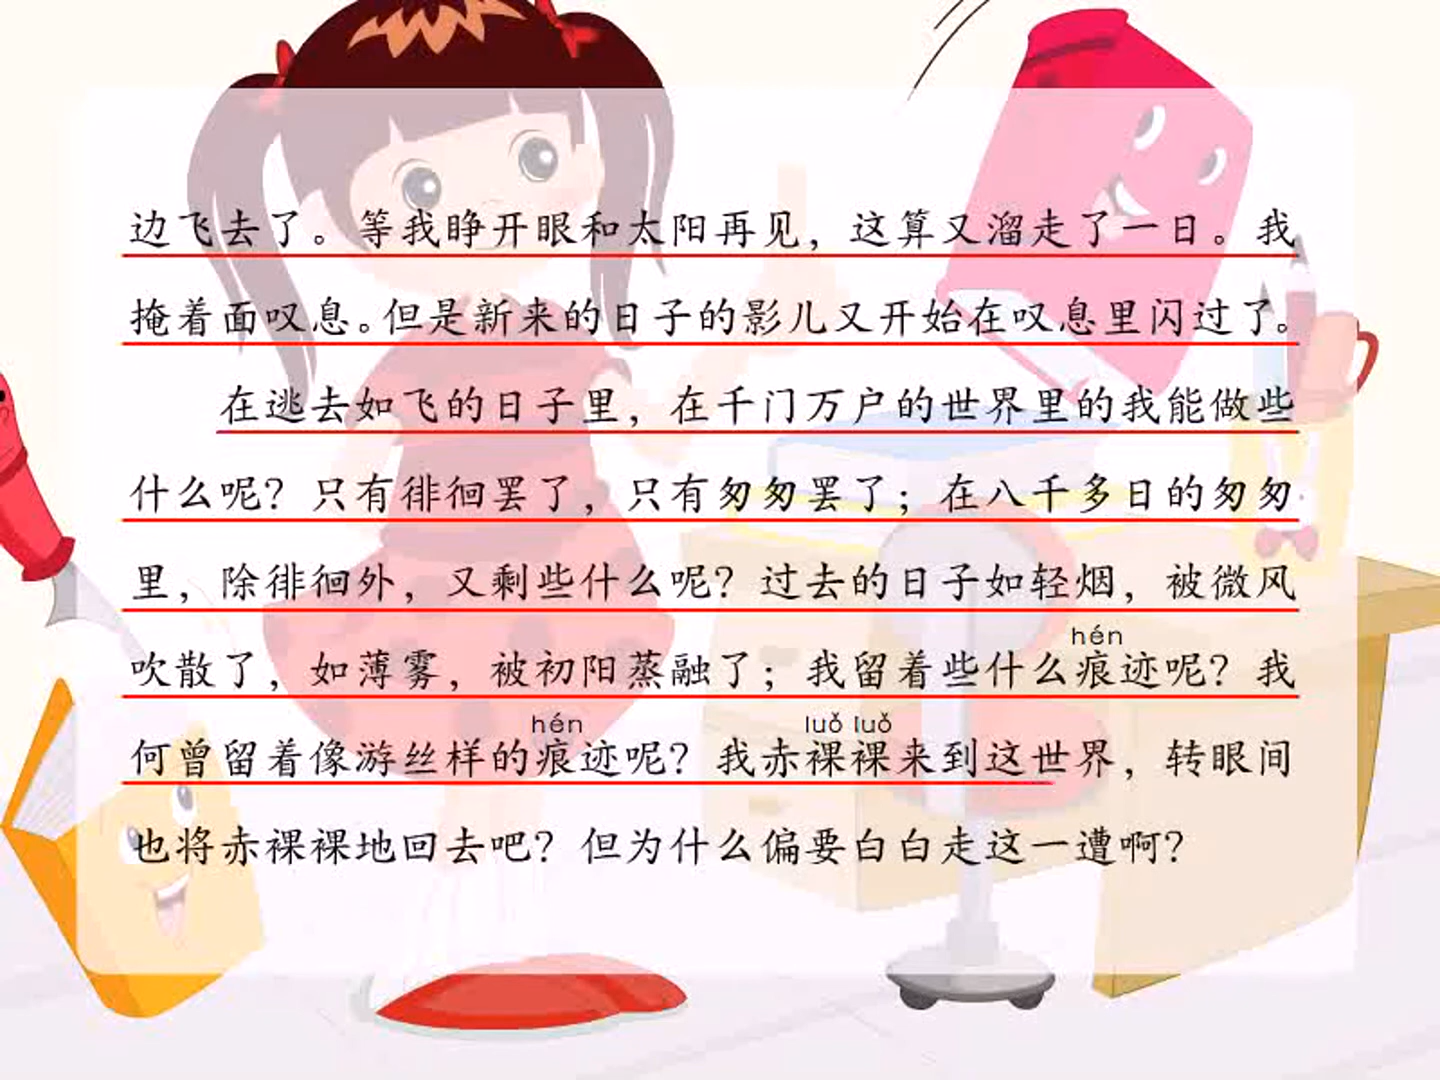 边飞去了。等我睁开眼和太阳再见，这算又溜走了一日。我
掩着面叹息。但是新来的日子的影儿又开始在叹息里闪过了。
在逃去如飞的日子里，在千门万户的世界里的我能做些
什么呢？只有徘徊罢了，只有匆匆罢了；在八千多日的匆匆
里，除徘徊外，又剩些什么呢？过去的日子如轻烟，被微风
hén
吹散了，如薄雾，被初阳蒸融了；我留着些什么痕迹呢？我
hén luǒ luǒ
何曾留着像游丝样的痕迹呢？我赤裸裸来到这世界，转眼间
也将赤裸裸地回去吧？但为什么偏要白白走这一遭啊？